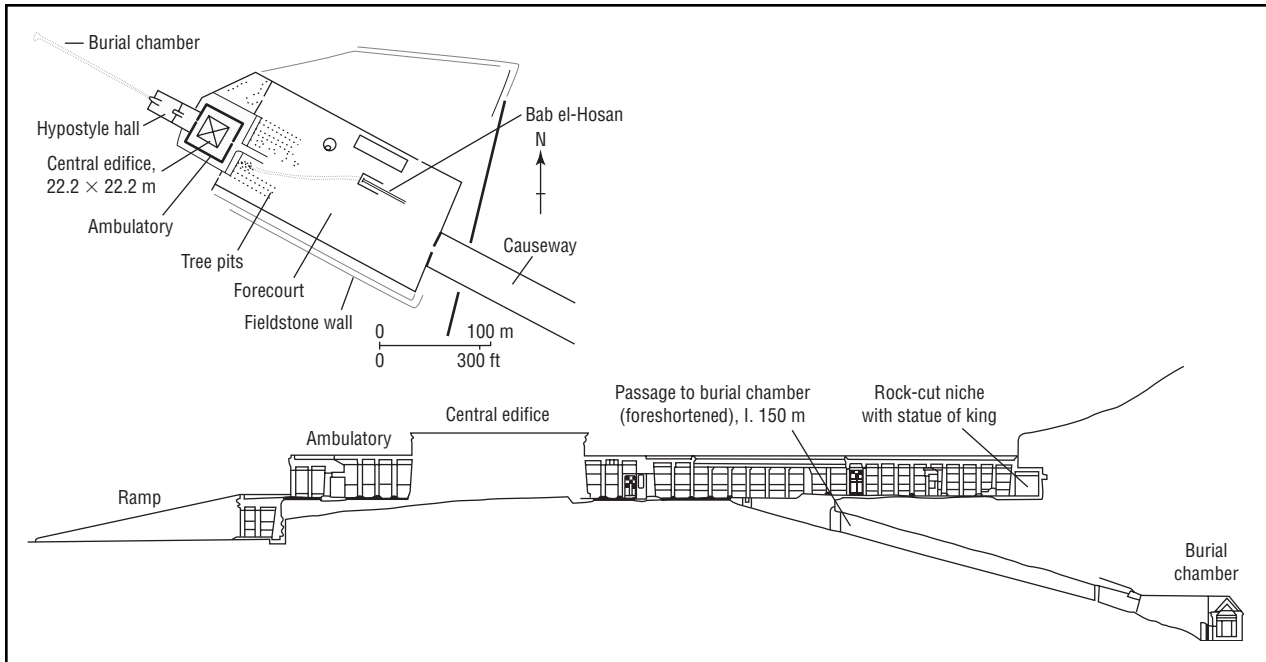 Burial chamber
Hypostyle hall
Central edifice,
22.2 × 22.2 m
Ambulatory
Tree pits
Forecourt
Fieldstone wall
Bab el-Hosan
N
Causeway
0 100 m
0 300 ft
Passage to burial chamber
(foreshortened), l. 150 m
Rock-cut niche
with statue of king
Central edifice
Ambulatory
Ramp
Burial
chamber